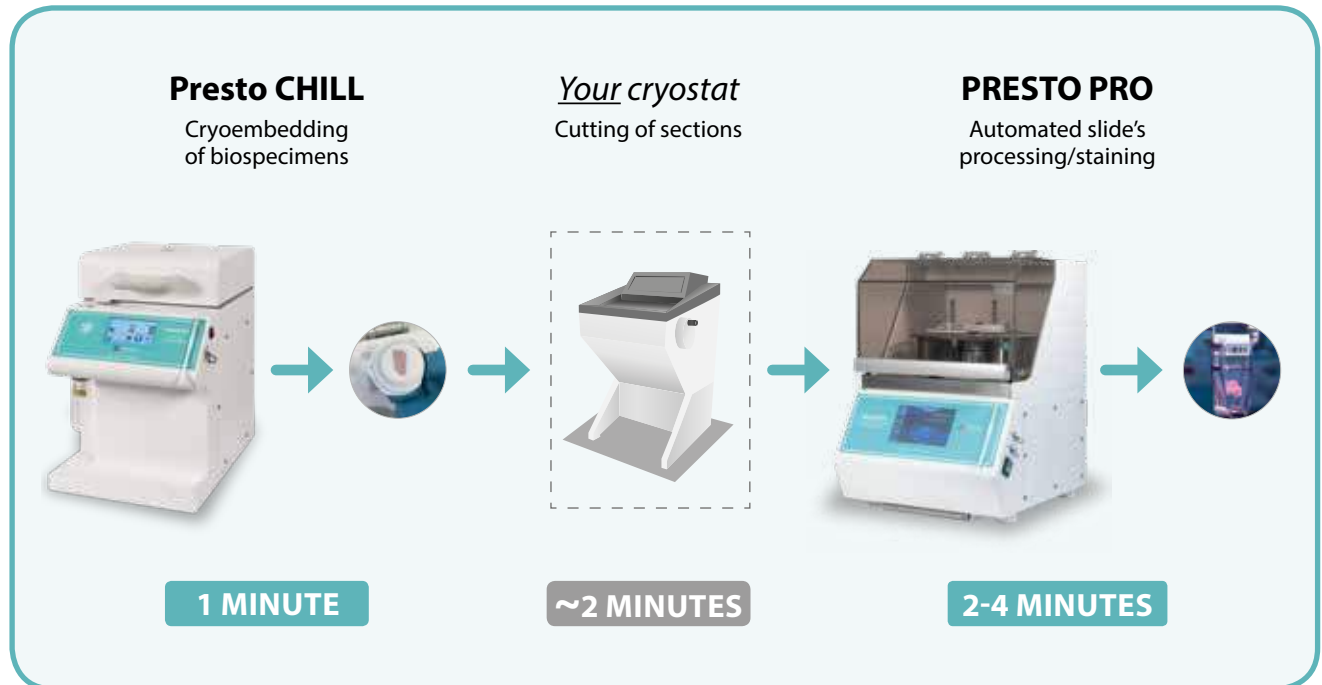 Presto CHILL
Cryoembedding
of biospecimens
Your cryostat
Cutting of sections
PRESTO PRO
Automated slide's
processing/staining
1 MINUTE
~2 MINUTES
2-4 MINUTES